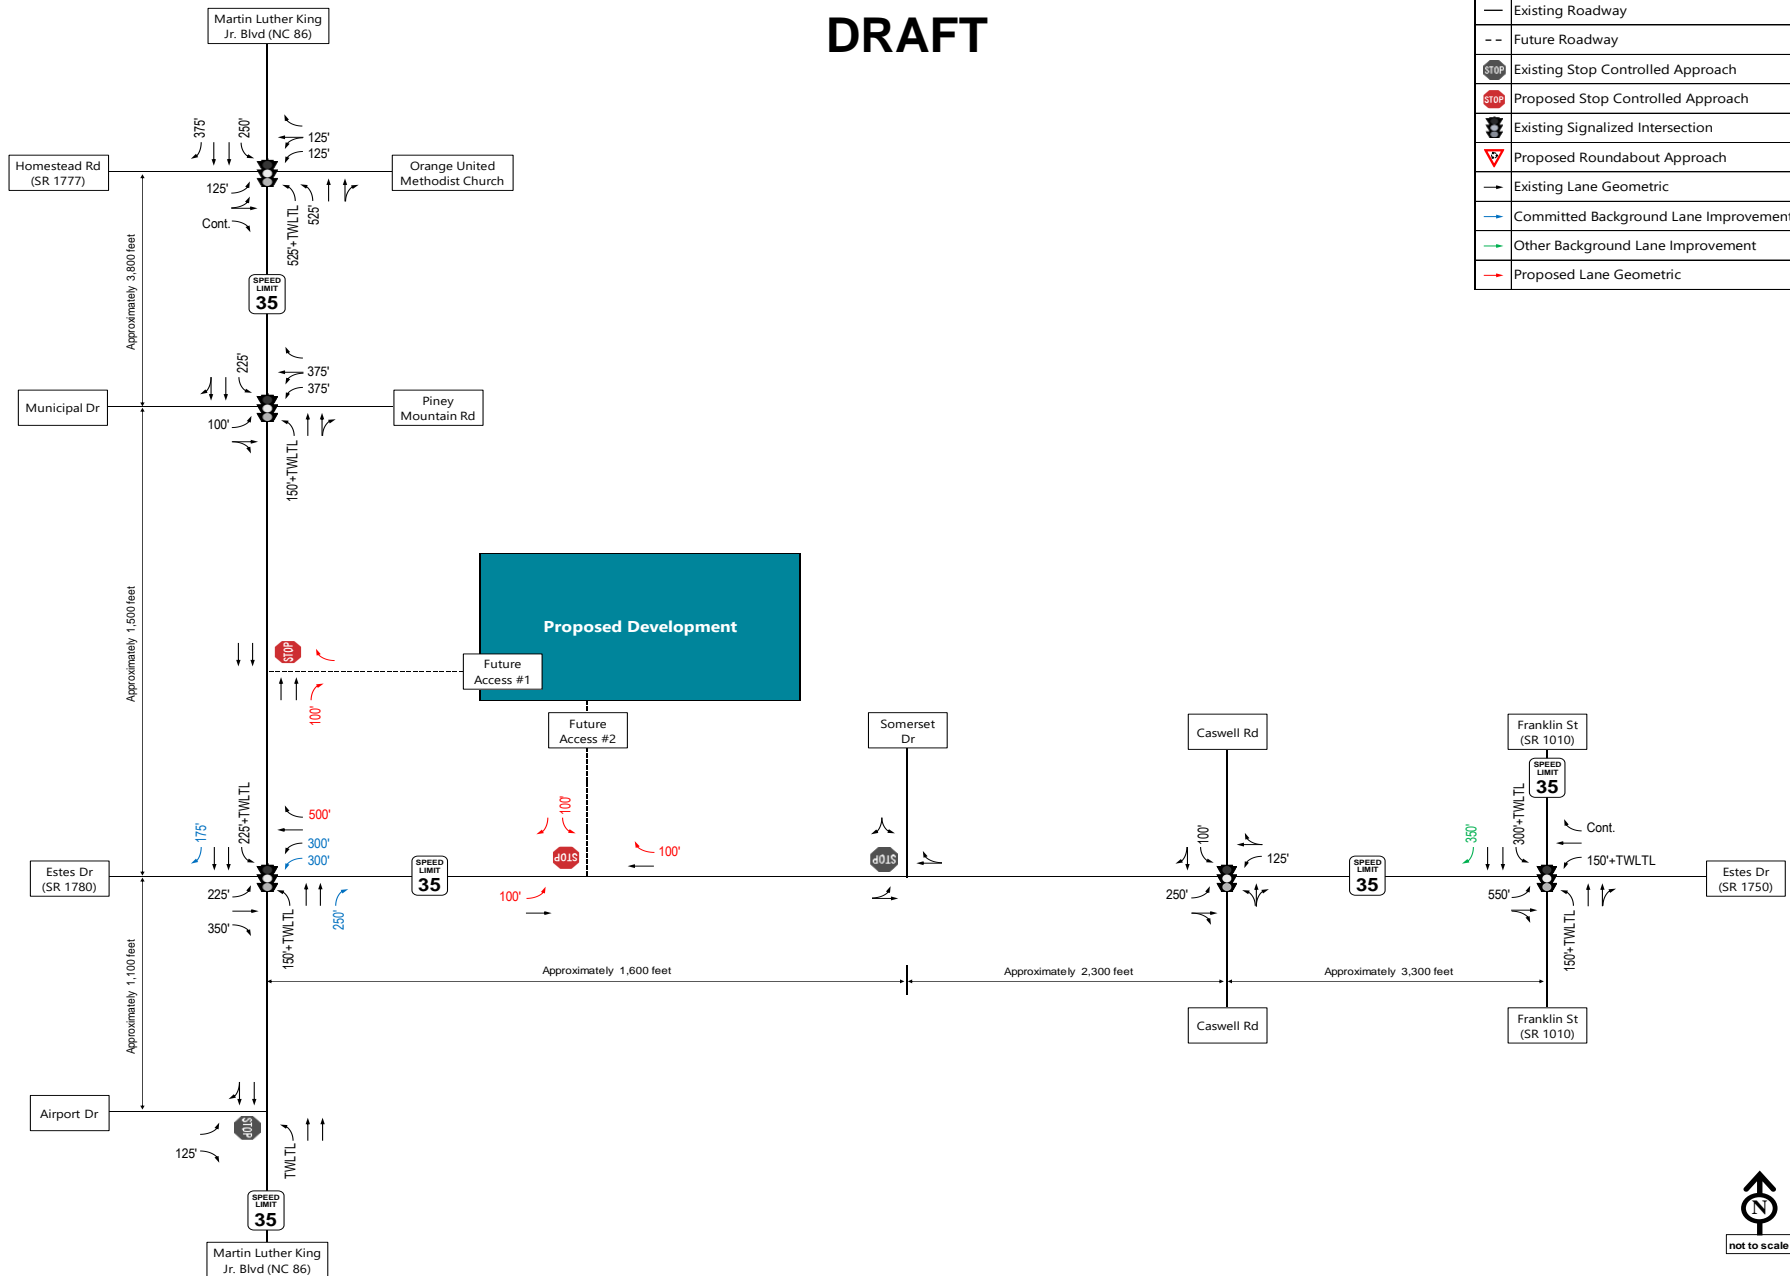 DRAFT
Existing Roadway
Future Roadway
STOP Existing Stop Controlled Approach
STOP Proposed Stop Controlled Approach
Existing Signalized Intersection
Proposed Roundabout Approach
Existing Lane Geometric
Committed Background Lane Improvement
Other Background Lane Improvement
Proposed Lane Geometric
Martin Luther King
Jr. Blvd (NC 86)
375'
250'
125'
125'
Homestead Rd
(SR 1777)
Orange United
Methodist Church
125'
Cont.
525'+TWLTL
525'
Approximately 3,800 feet
SPEED
LIMIT
35
225'
375'
375'
Municipal Dr
Piney
Mountain Rd
100'
150'+TWLTL
Approximately 1,500 feet
Proposed Development
STOP
100'
Future
Access #1
Future
Access #2
Somerset
Dr
Caswell Rd
Franklin St
(SR 1010)
SPEED
LIMIT
35
175'
225'+TWLTL
500'
300'
300'
100'
STOP
100'
STOP
100'
125'
350'
300'+TWLTL
Cont.
150'+TWLTL
Estes Dr
(SR 1780)
SPEED
LIMIT
35
SPEED
LIMIT
35
Estes Dr
(SR 1750)
225'
350'
150'+TWLTL
250'
100'
250'
550'
150'+TWLTL
Approximately 1,600 feet
Approximately 2,300 feet
Approximately 3,300 feet
Approximately 1,100 feet
Caswell Rd
Franklin St
(SR 1010)
Airport Dr
STOP
125'
TWLTL
SPEED
LIMIT
35
Martin Luther King
Jr. Blvd (NC 86)
N
not to scale